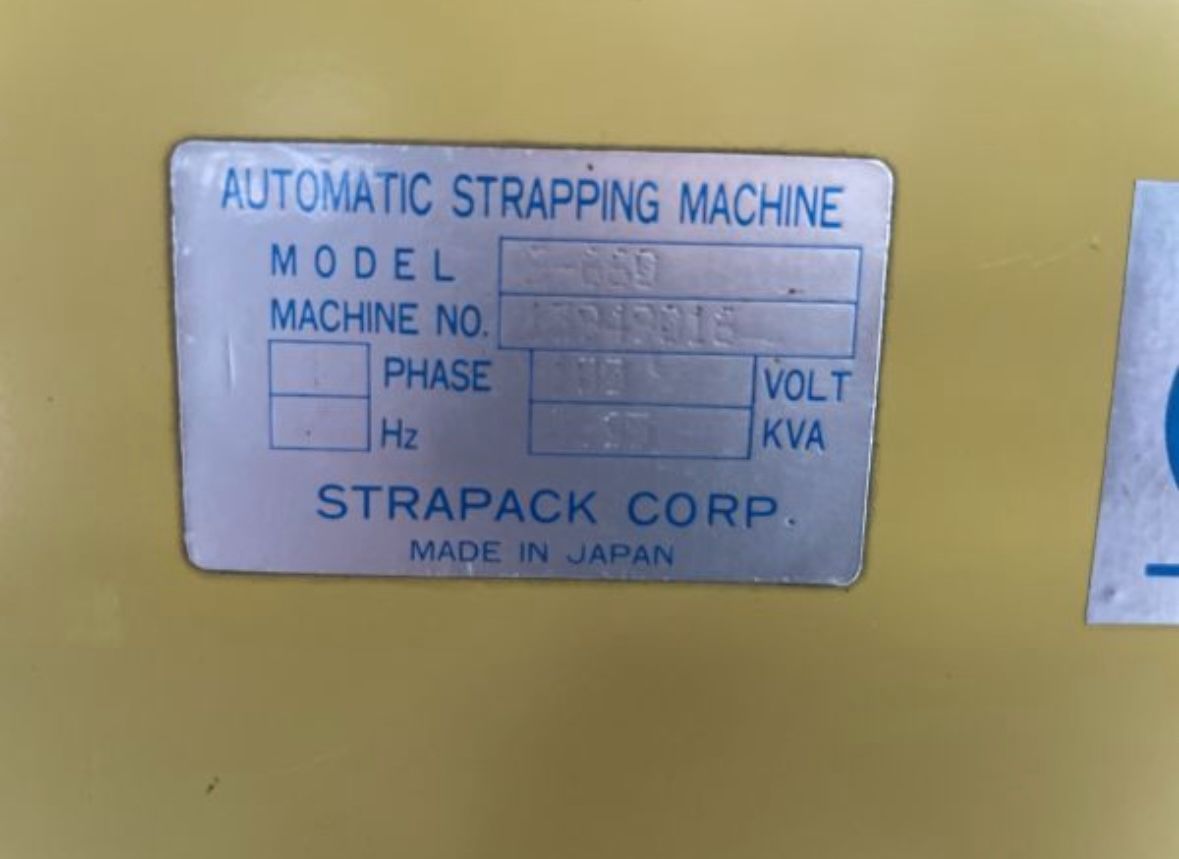 AUTOMATIC STRAPPING MACHINE
MODEL
MACHINE NO.
PHASE VOLT
Hz KVA
STRAPACK CORP.
MADE IN JAPAN